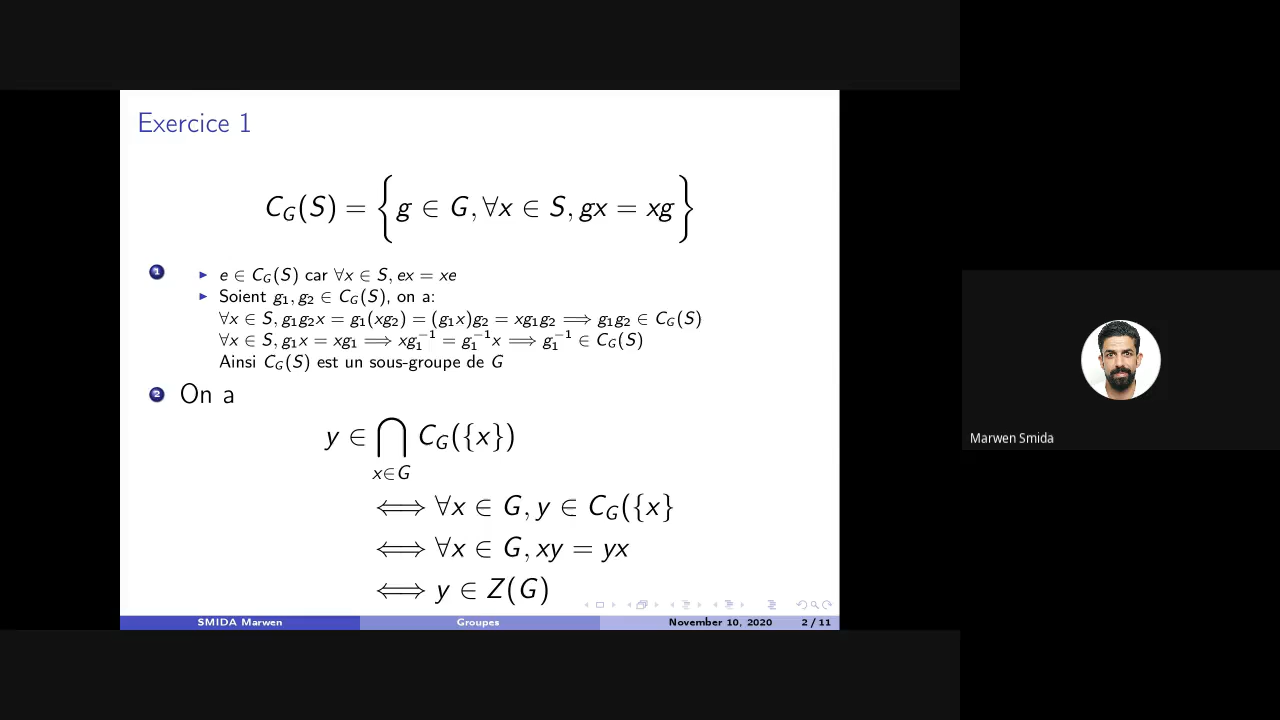 Exercice 1
C_G(S) = {g ∈ G, ∀x ∈ S, gx = xg}
1 ▶ e ∈ C_G(S) car ∀x ∈ S, ex = xe
▶ Soient g₁, g₂ ∈ C_G(S), on a:
∀x ∈ S, g₁g₂x = g₁(xg₂) = (g₁x)g₂ = xg₁g₂ ⟹ g₁g₂ ∈ C_G(S)
∀x ∈ S, g₁x = xg₁ ⟹ xg₁⁻¹ = g₁⁻¹x ⟹ g₁⁻¹ ∈ C_G(S)
Ainsi C_G(S) est un sous-groupe de G
2 On a
y ∈ ⋂ C_G({x})
x∈G
⟺ ∀x ∈ G, y ∈ C_G({x}
⟺ ∀x ∈ G, xy = yx
⟺ y ∈ Z(G)
SMIDA Marwen Groupes November 10, 2020 2 / 11
Marwen Smida